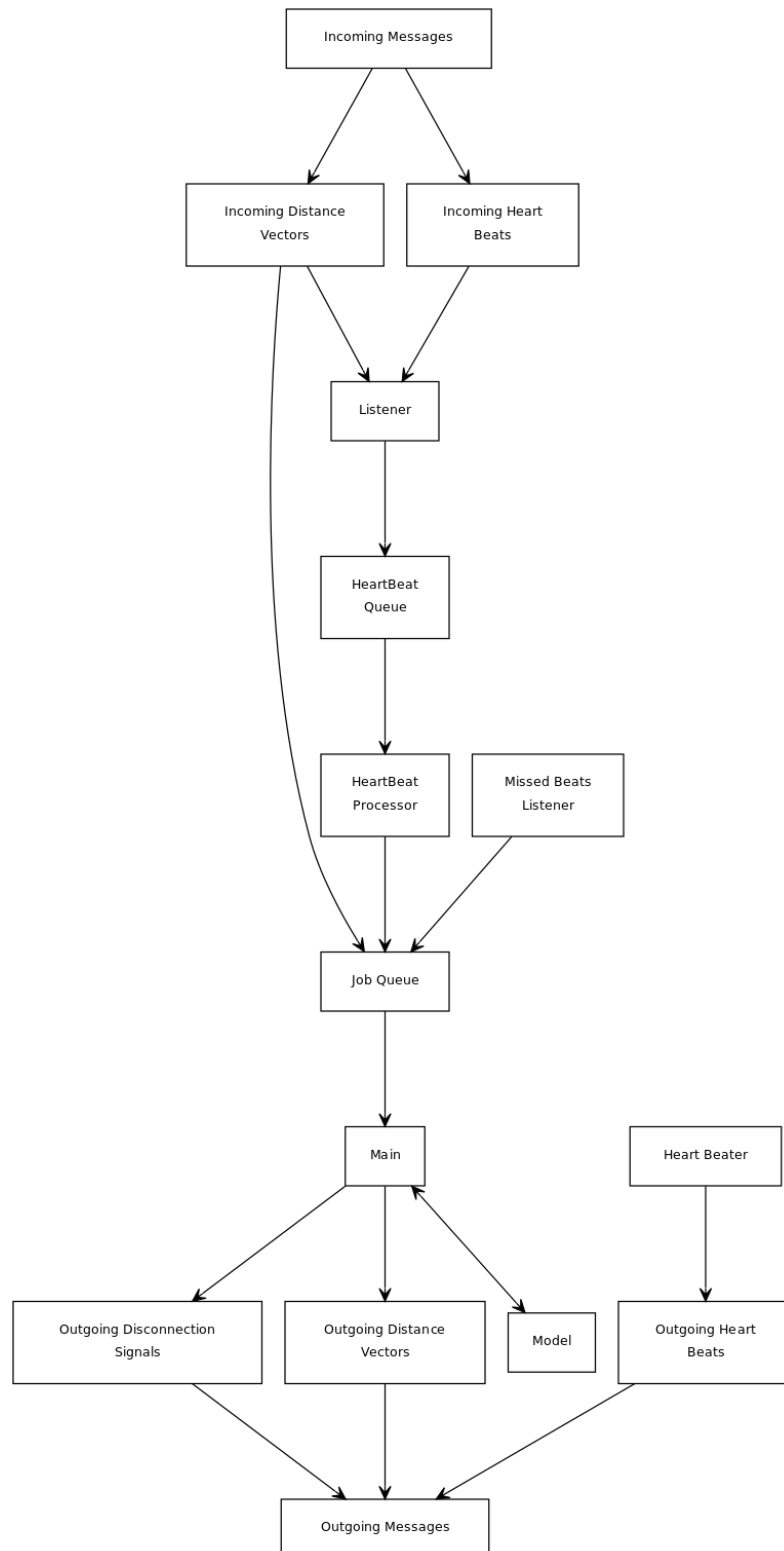 Incoming Messages
Incoming Distance
Vectors
Incoming Heart
Beats
Listener
HeartBeat
Queue
HeartBeat
Processor
Missed Beats
Listener
Job Queue
Main
Heart Beater
Outgoing Disconnection
Signals
Outgoing Distance
Vectors
Model
Outgoing Heart
Beats
Outgoing Messages